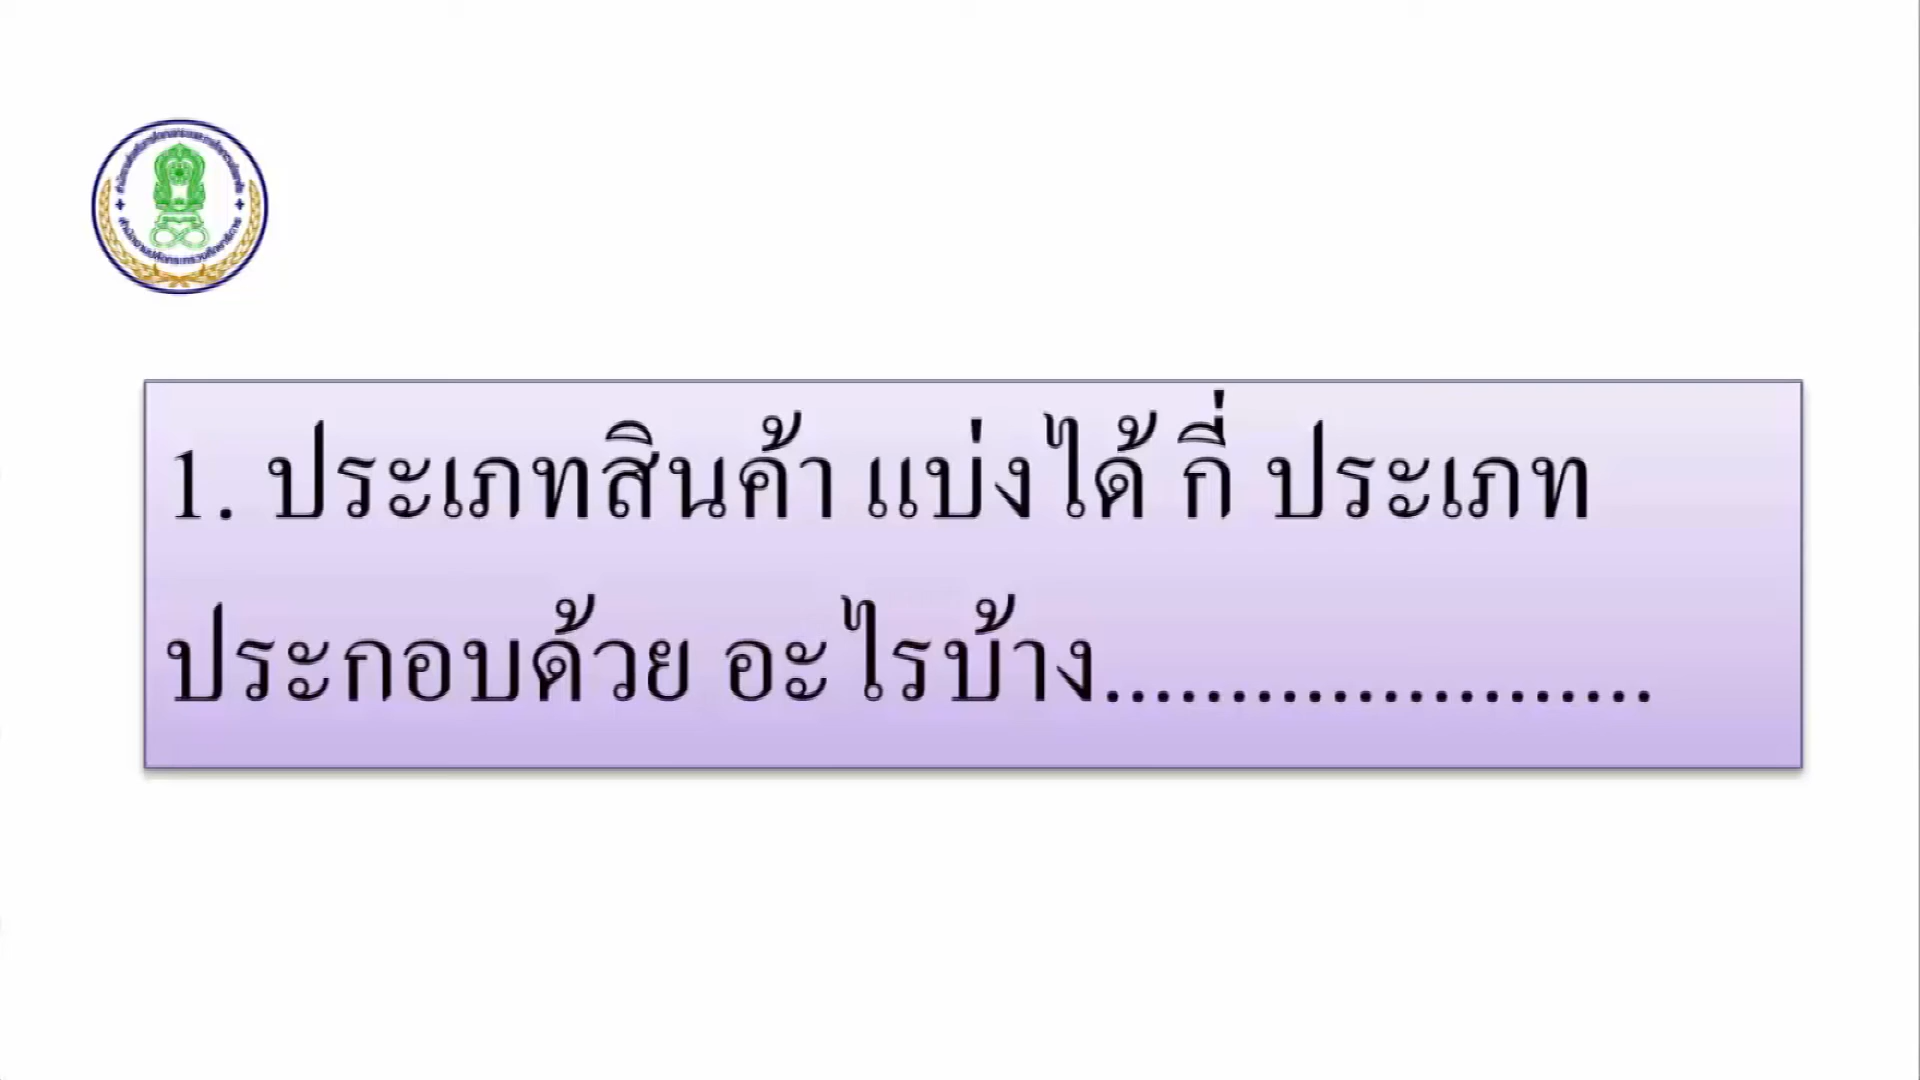 1. ประเภทสินค้า แบ่งได้ กี่ ประเภท
ประกอบด้วย อะไรบ้าง......................